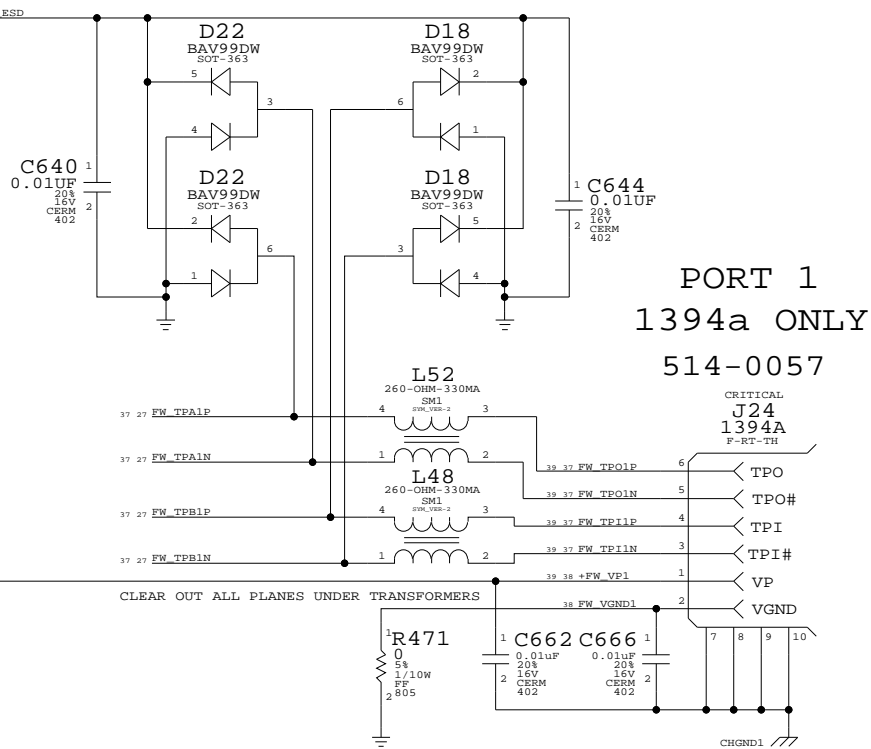 ESD
D22
BAV99DW
SOT-363
5
3
4
D18
BAV99DW
SOT-363
2
6
1
C640
0.01UF
20%
16V
CERM
402
1
2
D22
BAV99DW
SOT-363
2
6
1
D18
BAV99DW
SOT-363
5
3
4
1
2
C644
0.01UF
20%
16V
CERM
402
PORT 1
1394a ONLY
514-0057
CRITICAL
J24
1394A
F-RT-TH
L52
260-OHM-330MA
SM1
SYM_VER-2
4
3
1
2
37 27 FW_TPA1P
37 27 FW_TPA1N
L48
260-OHM-330MA
SM1
SYM_VER-2
4
3
1
2
37 27 FW_TPB1P
37 27 FW_TPB1N
39 37 FW_TPO1P
6
TPO
39 37 FW_TPO1N
5
TPO#
39 37 FW_TPI1P
4
TPI
39 37 FW_TPI1N
3
TPI#
39 38 +FW_VP1
1
VP
38 FW_VGND1
2
VGND
7
8
9
10
CLEAR OUT ALL PLANES UNDER TRANSFORMERS
1
R471
0
5%
1/10W
FF
805
2
1
C662
0.01uF
20%
16V
CERM
402
2
C666
0.01uF
20%
16V
CERM
402
1
2
CHGND1